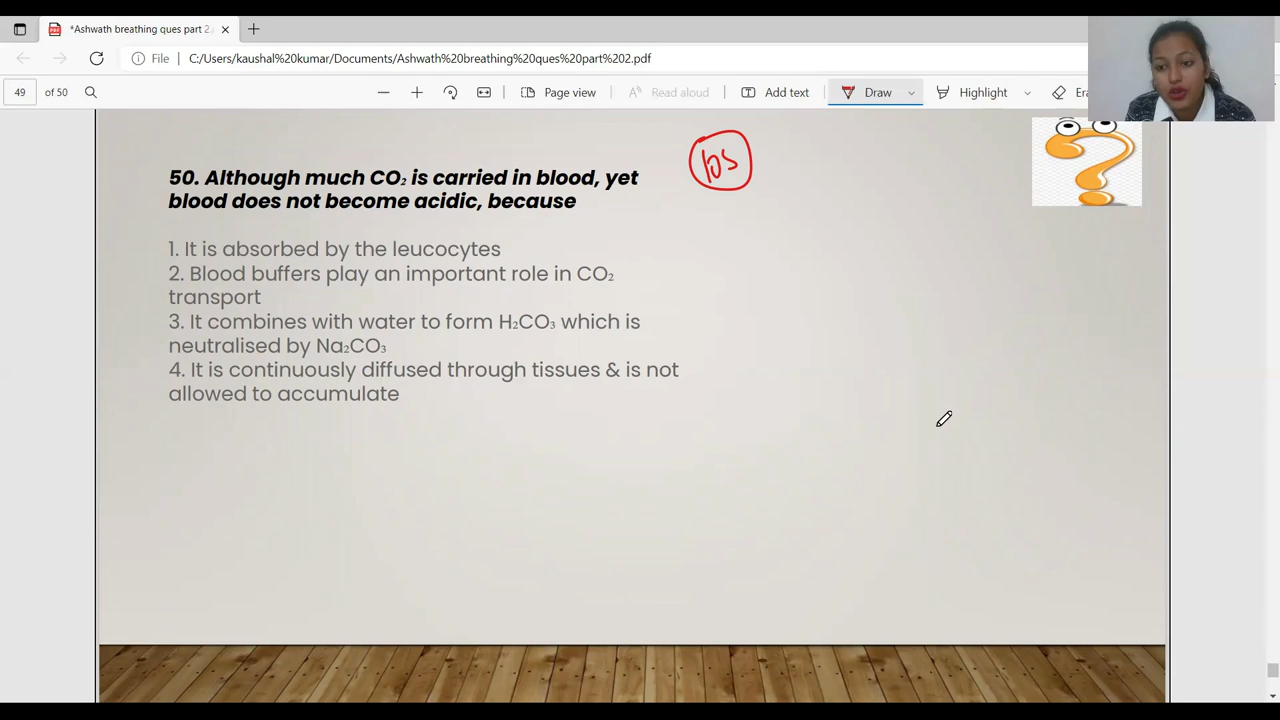 *Ashwath breathing ques part 2.
File C:/Users/kaushal%20kumar/Documents/Ashwath%20breathing%20ques%20part%202.pdf
49 of 50 Page view Read aloud Add text Draw Highlight Era
50. Although much CO₂ is carried in blood, yet
blood does not become acidic, because
1. It is absorbed by the leucocytes
2. Blood buffers play an important role in CO₂
transport
3. It combines with water to form H₂CO₃ which is
neutralised by Na₂CO₃
4. It is continuously diffused through tissues & is not
allowed to accumulate